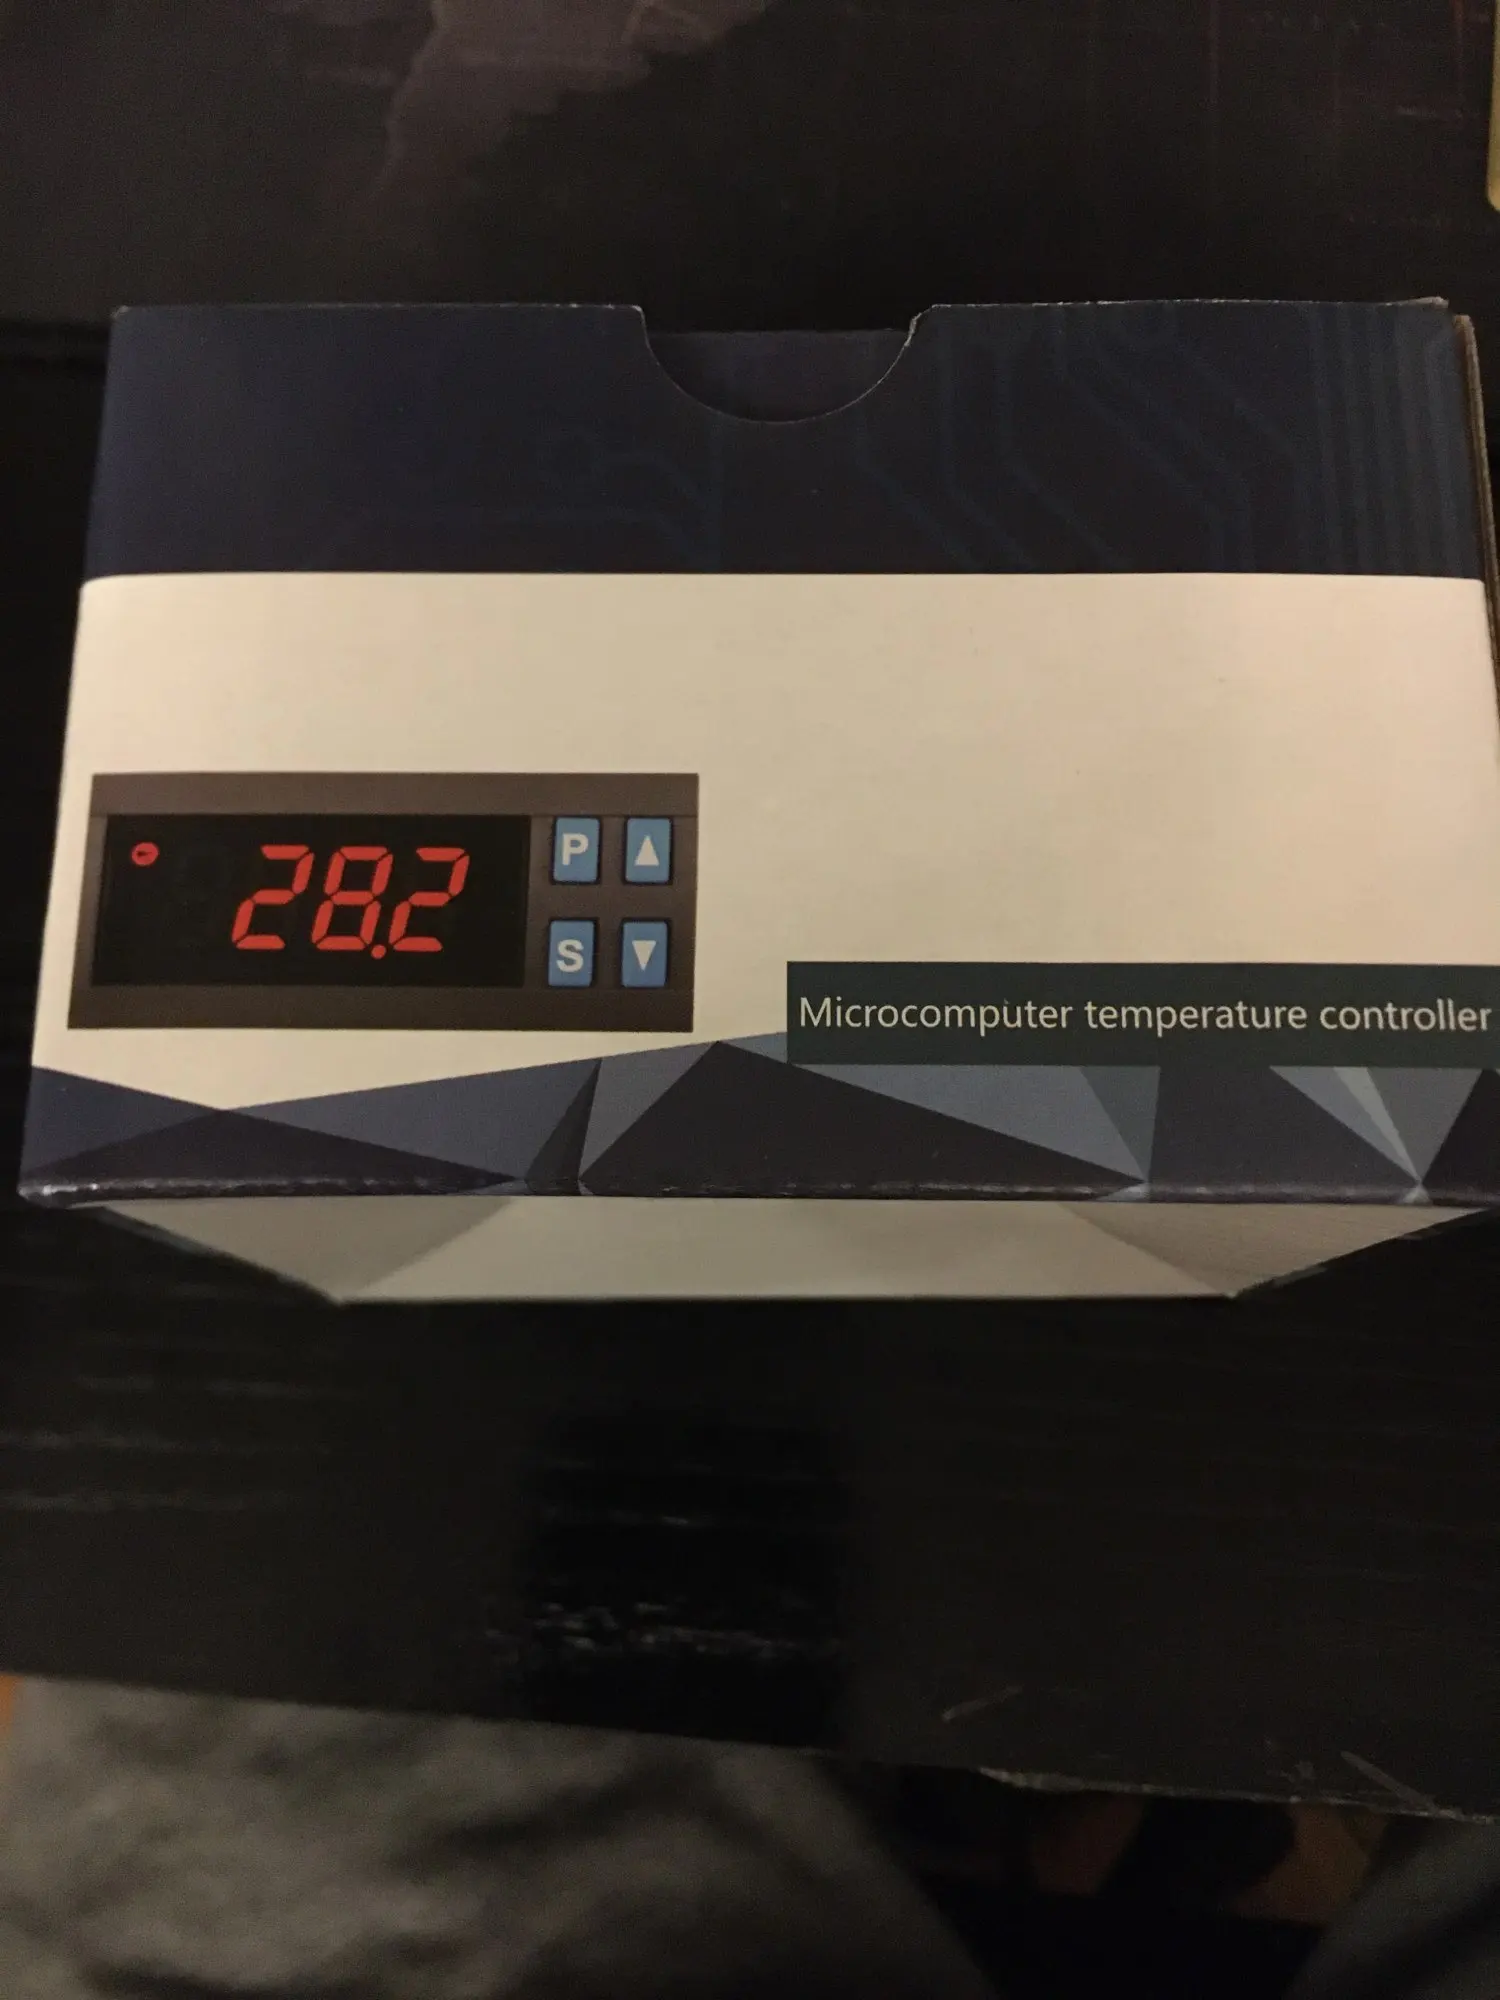 28.2 P ▲
S ▼
Microcomputer temperature controller